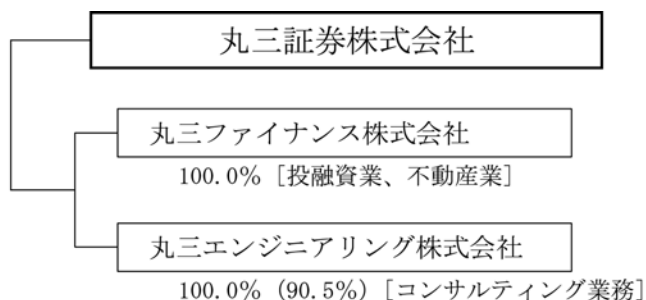 丸三証券株式会社
丸三ファイナンス株式会社
100.0% [投融資業、不動産業]
丸三エンジニアリング株式会社
100.0% (90.5%) [コンサルティング業務]